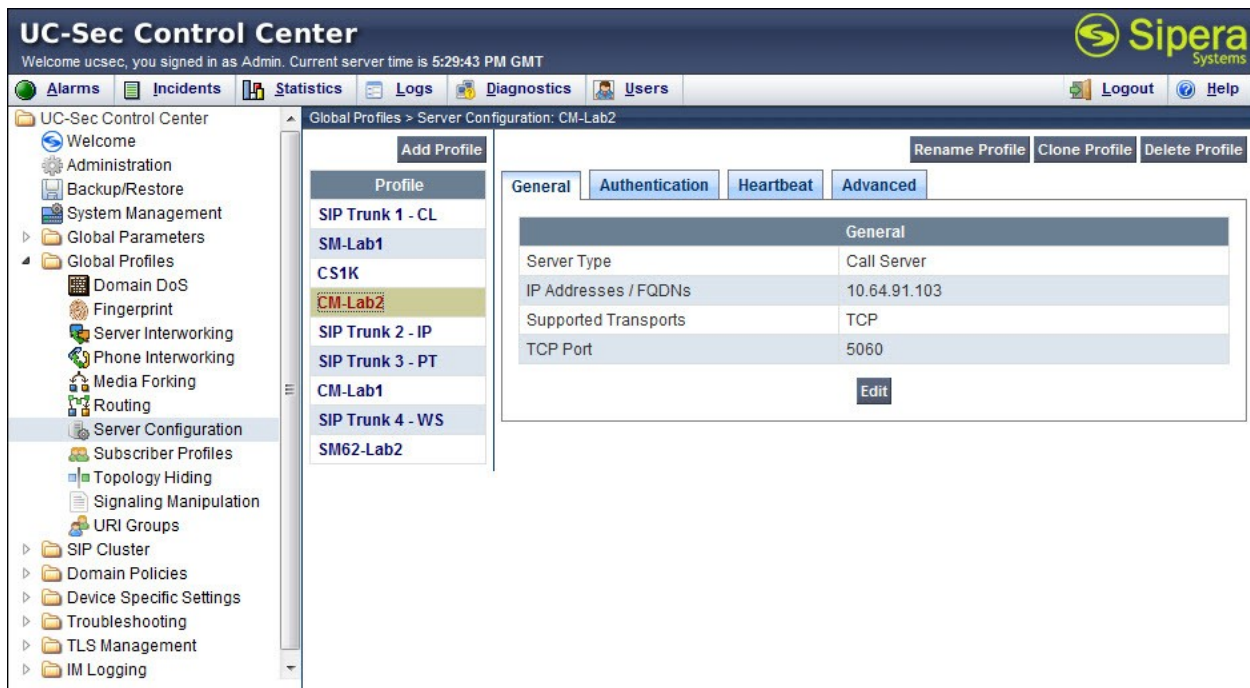 UC-Sec Control Center
Welcome ucsec, you signed in as Admin. Current server time is 5:29:43 PM GMT
Sipera
Systems
Alarms Incidents Statistics Logs Diagnostics Users Logout Help
UC-Sec Control Center
Welcome
Administration
Backup/Restore
System Management
Global Parameters
Global Profiles
Domain DoS
Fingerprint
Server Interworking
Phone Interworking
Media Forking
Routing
Server Configuration
Subscriber Profiles
Topology Hiding
Signaling Manipulation
URI Groups
SIP Cluster
Domain Policies
Device Specific Settings
Troubleshooting
TLS Management
IM Logging
Global Profiles > Server Configuration: CM-Lab2
Add Profile
Profile
SIP Trunk 1 - CL
SM-Lab1
CS1K
CM-Lab2
SIP Trunk 2 - IP
SIP Trunk 3 - PT
CM-Lab1
SIP Trunk 4 - WS
SM62-Lab2
Rename Profile Clone Profile Delete Profile
General Authentication Heartbeat Advanced
General
Server Type Call Server
IP Addresses / FQDNs 10.64.91.103
Supported Transports TCP
TCP Port 5060
Edit